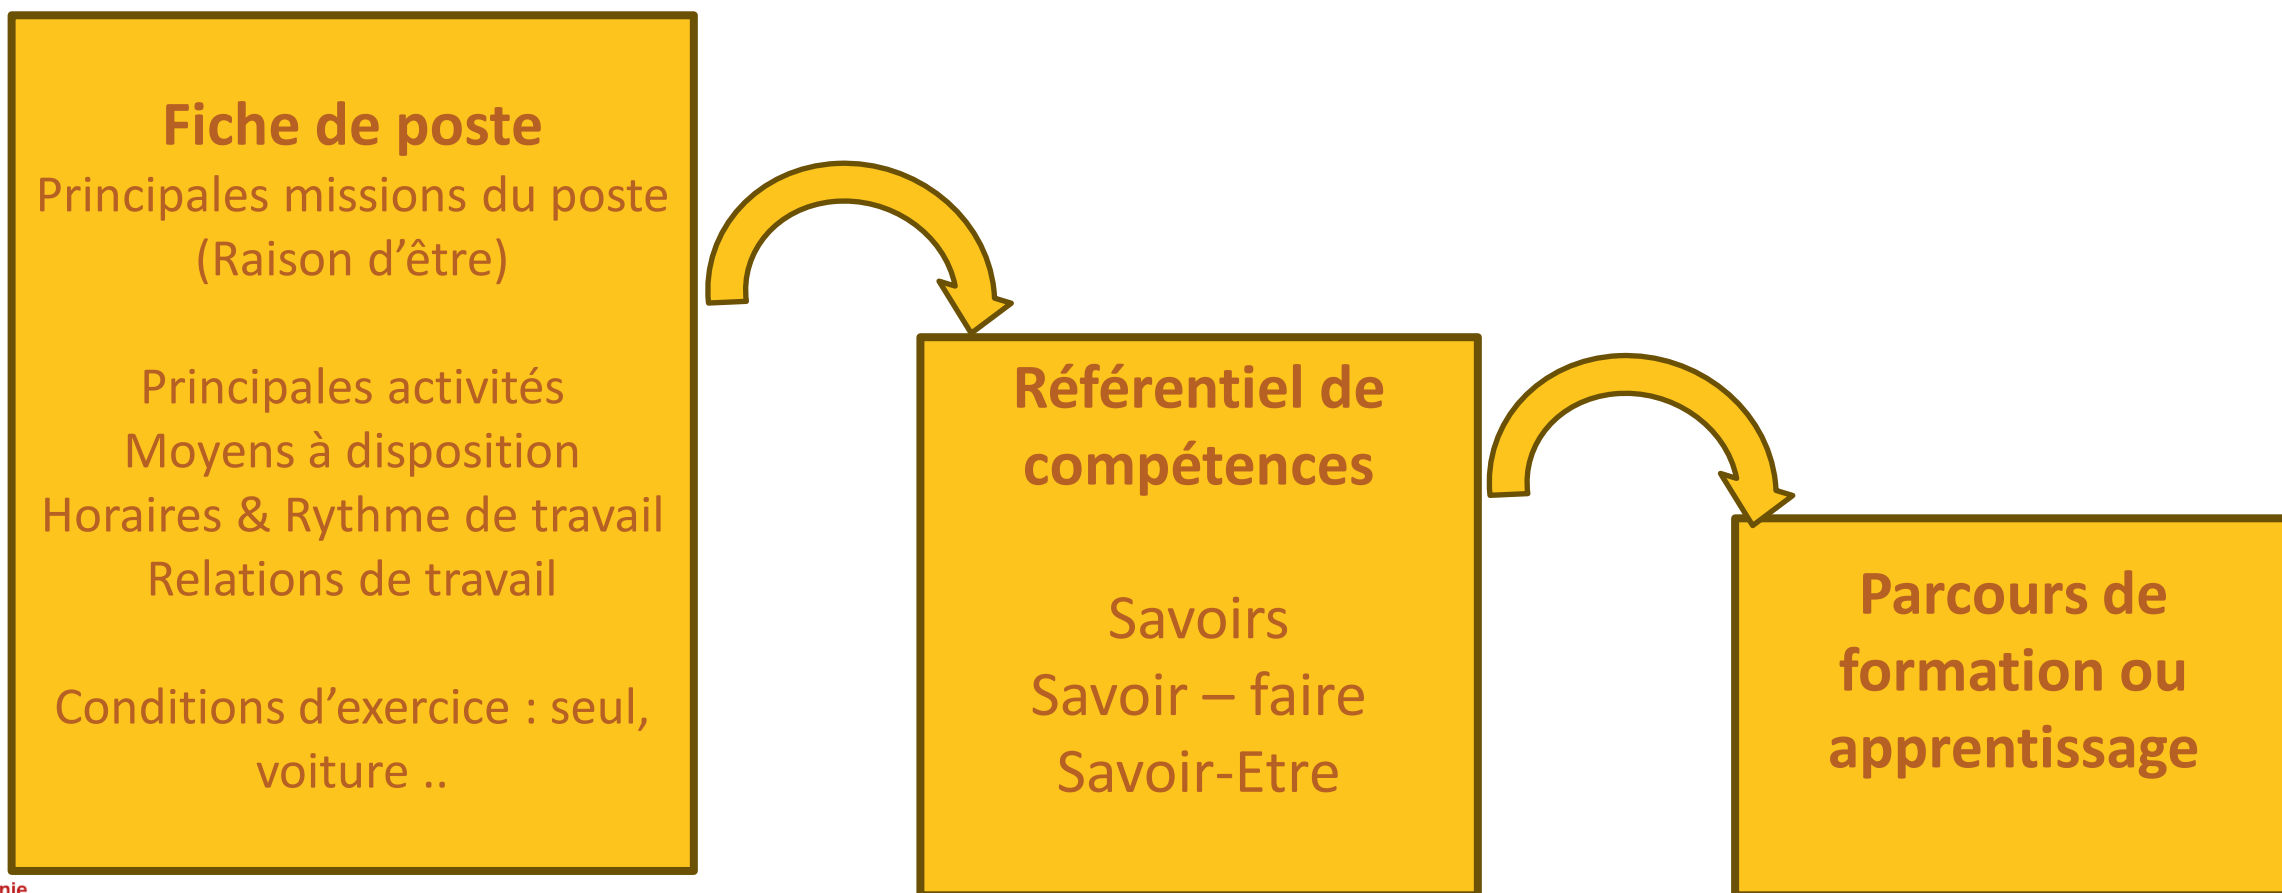 Fiche de poste
Principales missions du poste
(Raison d’être)
Principales activités
Moyens à disposition
Horaires & Rythme de travail
Relations de travail
Conditions d’exercice : seul,
voiture ..
Référentiel de
compétences
Savoirs
Savoir – faire
Savoir-Etre
Parcours de
formation ou
apprentissage